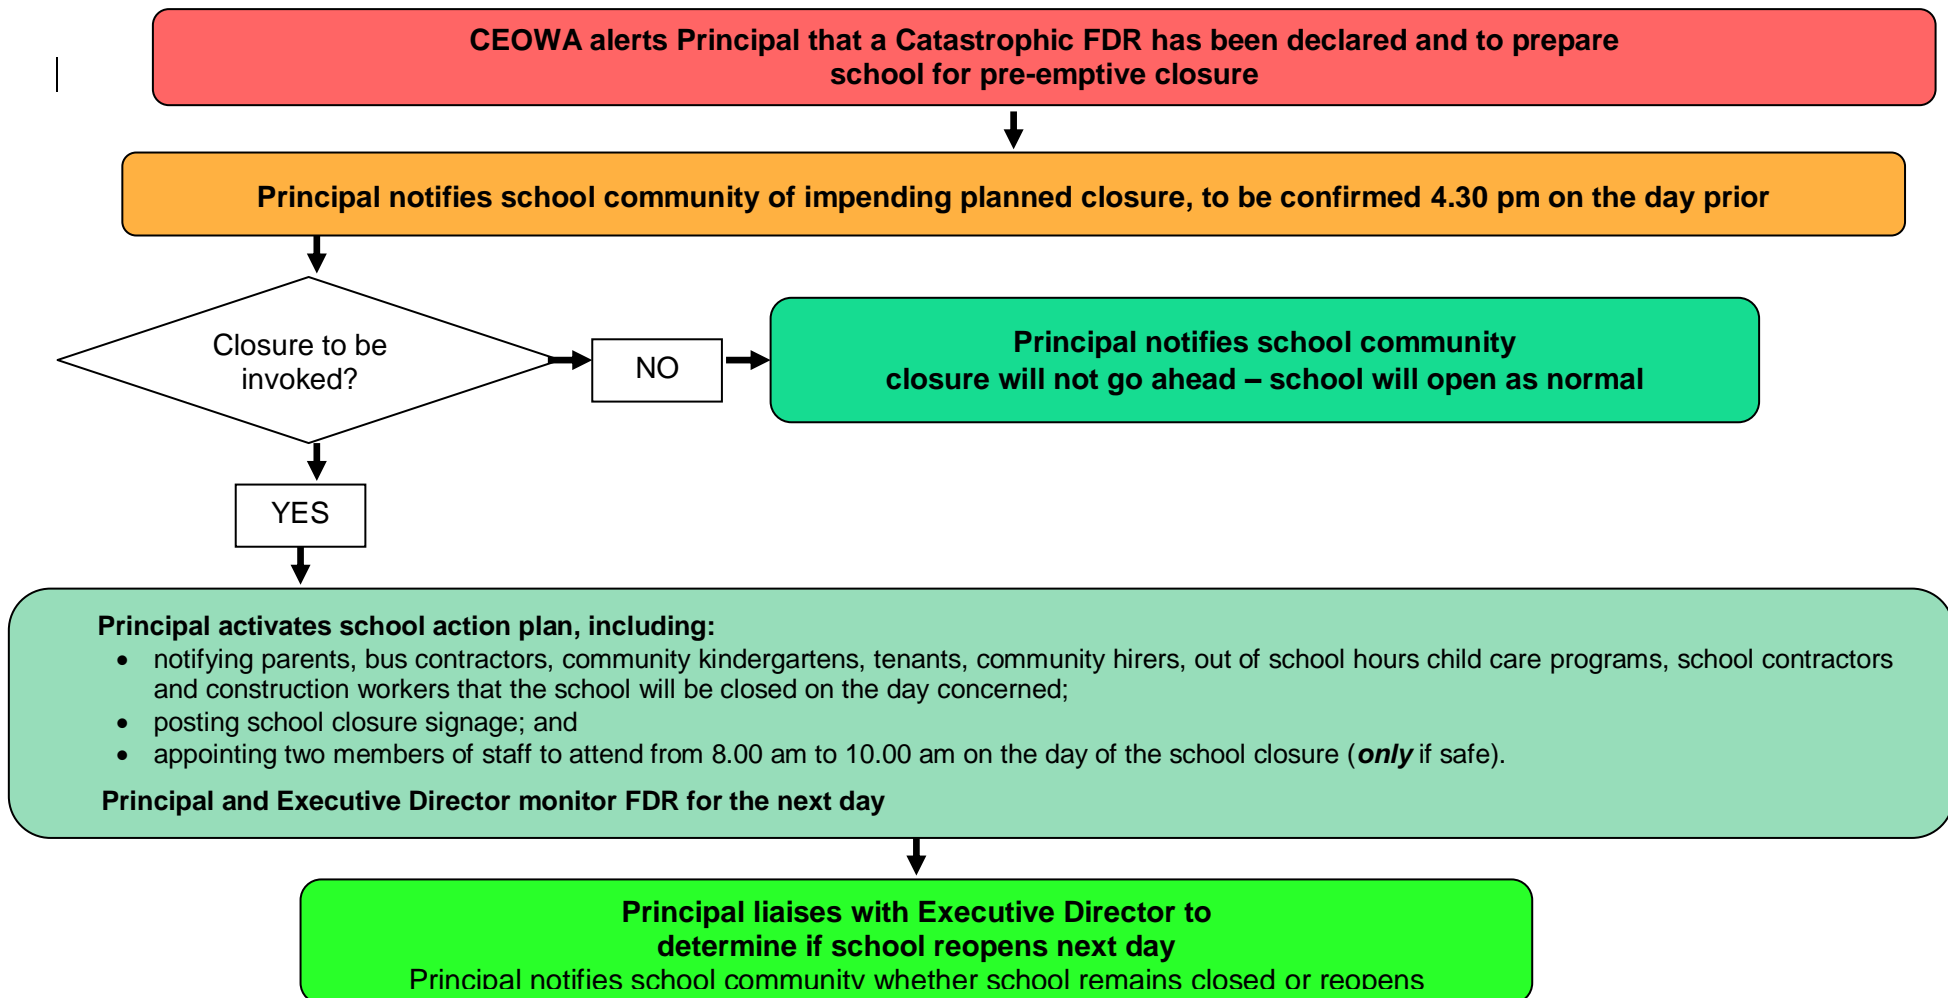 CEOWA alerts Principal that a Catastrophic FDR has been declared and to prepare
school for pre-emptive closure
Principal notifies school community of impending planned closure, to be confirmed 4.30 pm on the day prior
Closure to be
invoked?
NO
Principal notifies school community
closure will not go ahead – school will open as normal
YES
Principal activates school action plan, including:
• notifying parents, bus contractors, community kindergartens, tenants, community hirers, out of school hours child care programs, school contractors
and construction workers that the school will be closed on the day concerned;
• posting school closure signage; and
• appointing two members of staff to attend from 8.00 am to 10.00 am on the day of the school closure (only if safe).
Principal and Executive Director monitor FDR for the next day
Principal liaises with Executive Director to
determine if school reopens next day
Principal notifies school community whether school remains closed or reopens